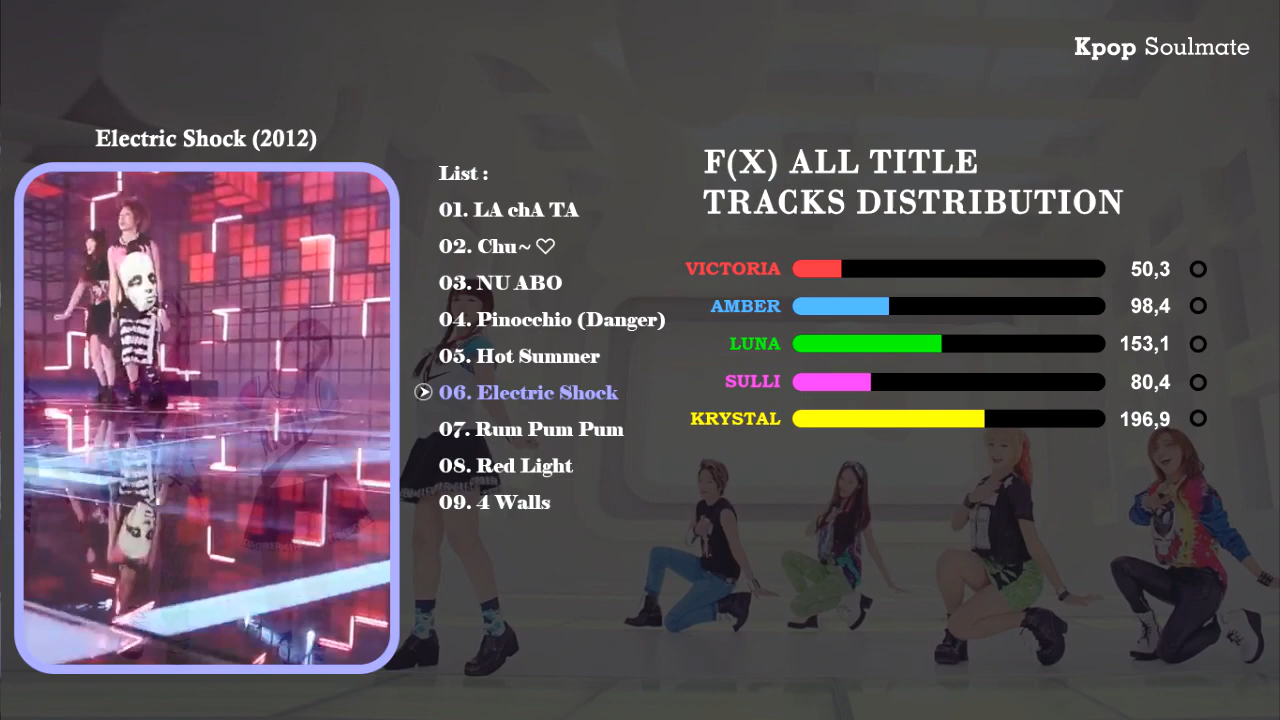 Kpop Soulmate
Electric Shock (2012)
List :
01. LA chA TA
02. Chu~ ♡
03. NU ABO
04. Pinocchio (Danger)
05. Hot Summer
06. Electric Shock
07. Rum Pum Pum
08. Red Light
09. 4 Walls
F(X) ALL TITLE
TRACKS DISTRIBUTION
VICTORIA 50,3
AMBER 98,4
LUNA 153,1
SULLI 80,4
KRYSTAL 196,9